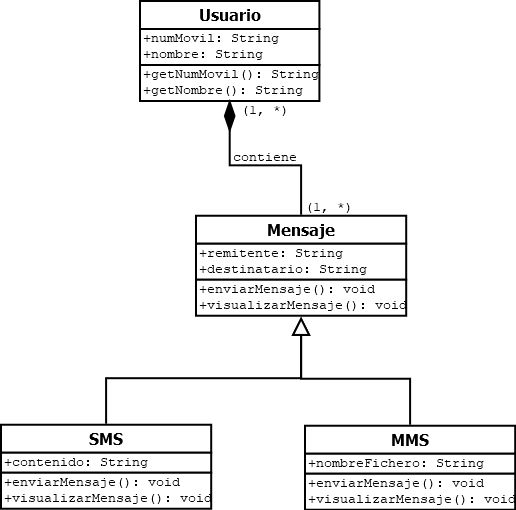 Usuario
+numMovil: String
+nombre: String
+getNumMovil(): String
+getNombre(): String
(1, *)
contiene
(1, *)
Mensaje
+remitente: String
+destinatario: String
+enviarMensaje(): void
+visualizarMensaje(): void
SMS
+contenido: String
+enviarMensaje(): void
+visualizarMensaje(): void
MMS
+nombreFichero: String
+enviarMensaje(): void
+visualizarMensaje(): void